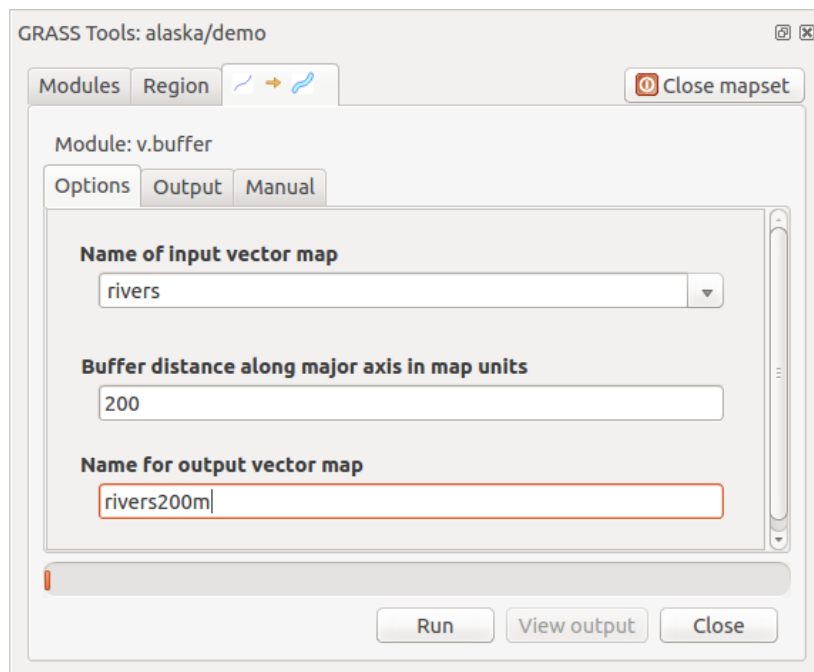 GRASS Tools: alaska/demo
Modules Region Close mapset
Module: v.buffer
Options Output Manual
Name of input vector map
rivers
Buffer distance along major axis in map units
200
Name for output vector map
rivers200m
Run View output Close